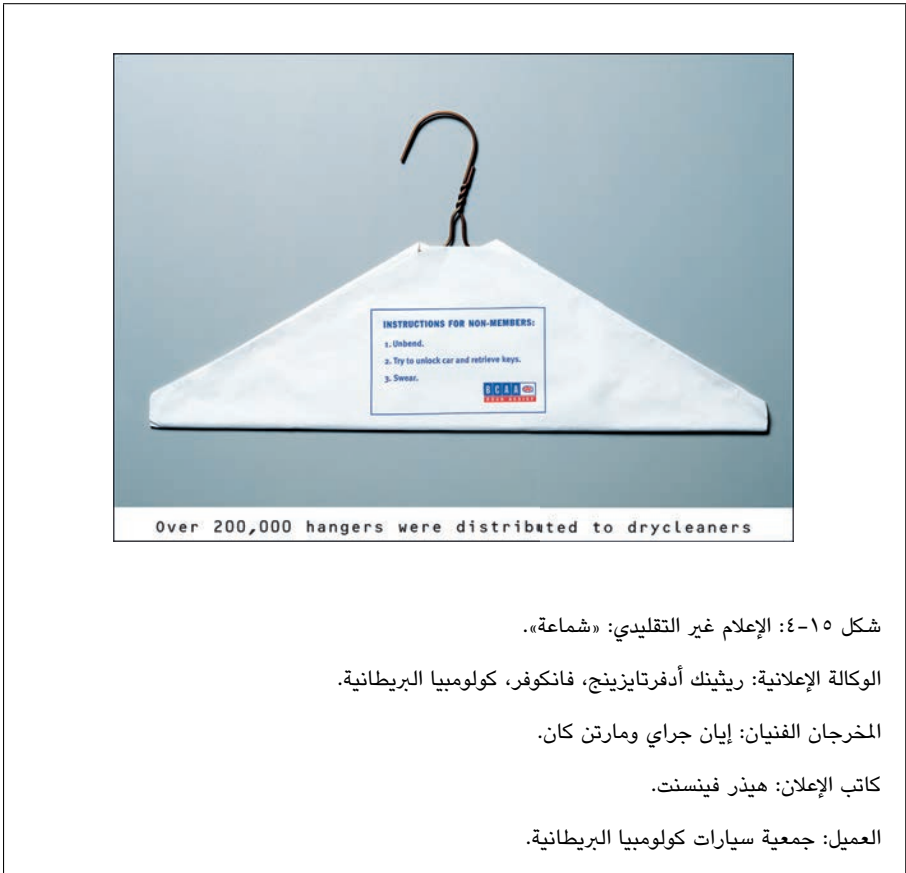 INSTRUCTIONS FOR NON-MEMBERS:
1. Unbend.
2. Try to unlock car and retrieve keys.
3. Swear.
BCAA
ROAD ASSIST
Over 200,000 hangers were distributed to drycleaners
شكل ١٥-٤: الإعلام غير التقليدي: «شماعة».
الوكالة الإعلانية: ريثينك أدفرتايزينج، فانكوفر، كولومبيا البريطانية.
المخرجان الفنيان: إيان جراي ومارتن كان.
كاتب الإعلان: هيذر فينسنت.
العميل: جمعية سيارات كولومبيا البريطانية.